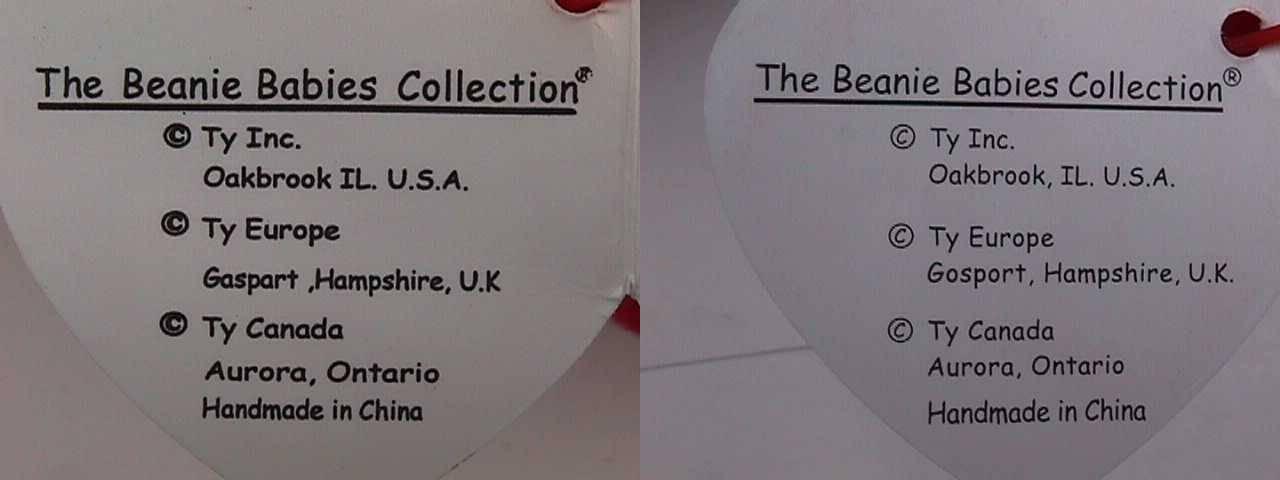 The Beanie Babies Collection®
© Ty Inc.
Oakbrook IL. U.S.A.
© Ty Europe
Gaspart ,Hampshire, U.K
© Ty Canada
Aurora, Ontario
Handmade in China
The Beanie Babies Collection®
© Ty Inc.
Oakbrook, IL. U.S.A.
© Ty Europe
Gosport, Hampshire, U.K.
© Ty Canada
Aurora, Ontario
Handmade in China